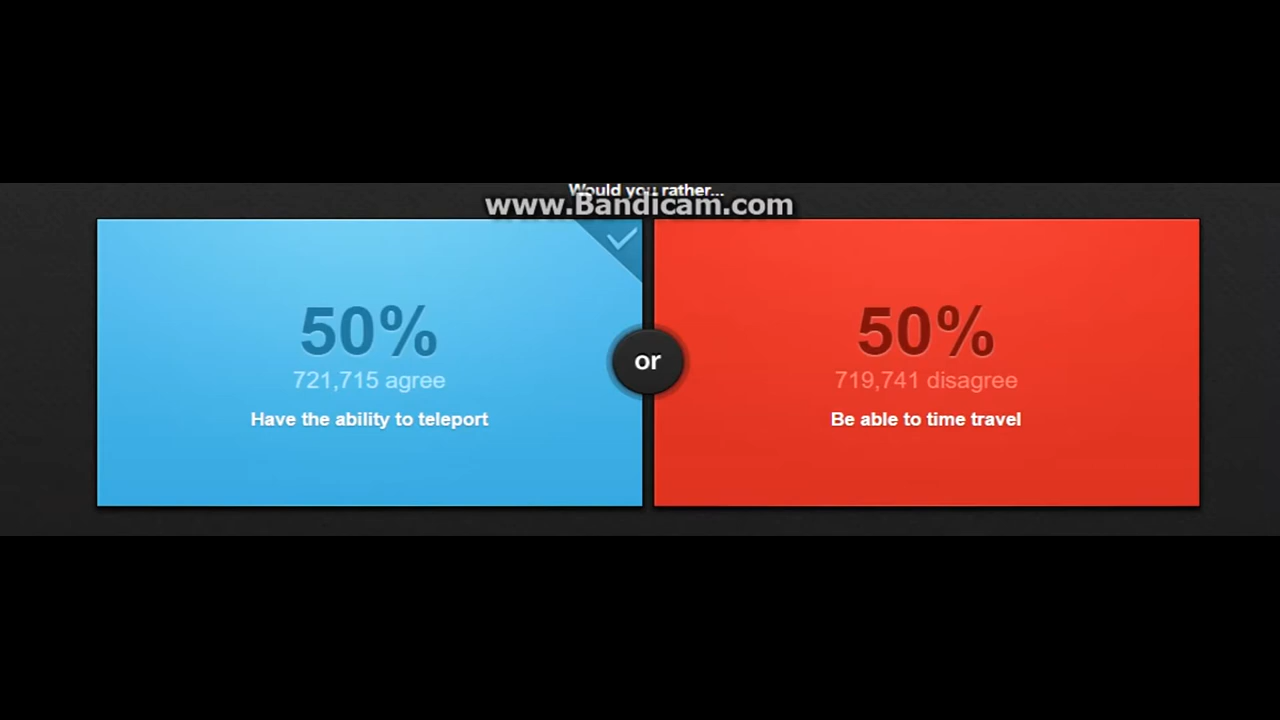 Would you rather...
www.Bandicam.com
50%
721,715 agree
Have the ability to teleport
or
50%
719,741 disagree
Be able to time travel